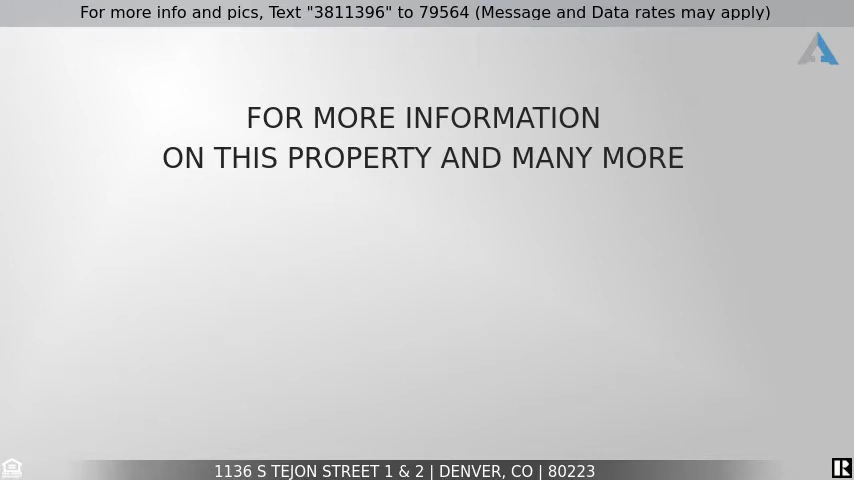 For more info and pics, Text "3811396" to 79564 (Message and Data rates may apply)
FOR MORE INFORMATION
ON THIS PROPERTY AND MANY MORE
1136 S TEJON STREET 1 & 2 | DENVER, CO | 80223